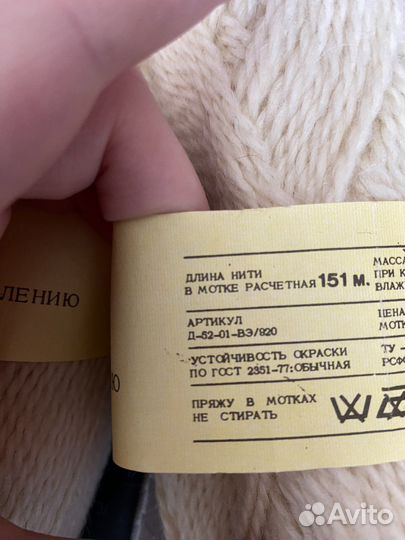 ЛЕНИЮ
Ю
ДЛИНА НИТИ
В МОТКЕ РАСЧЕТНАЯ 151 М.
МАССА
ПРИ К
ВЛАЖ
АРТИКУЛ
Д-52-01-ВЭ/820
ЦЕНА
МОТК
УСТОЙЧИВОСТЬ ОКРАСКИ
ПО ГОСТ 2351-77:ОБЫЧНАЯ
ТУ -
РСФ
ПРЯЖУ В МОТКАХ
НЕ СТИРАТЬ
Avito